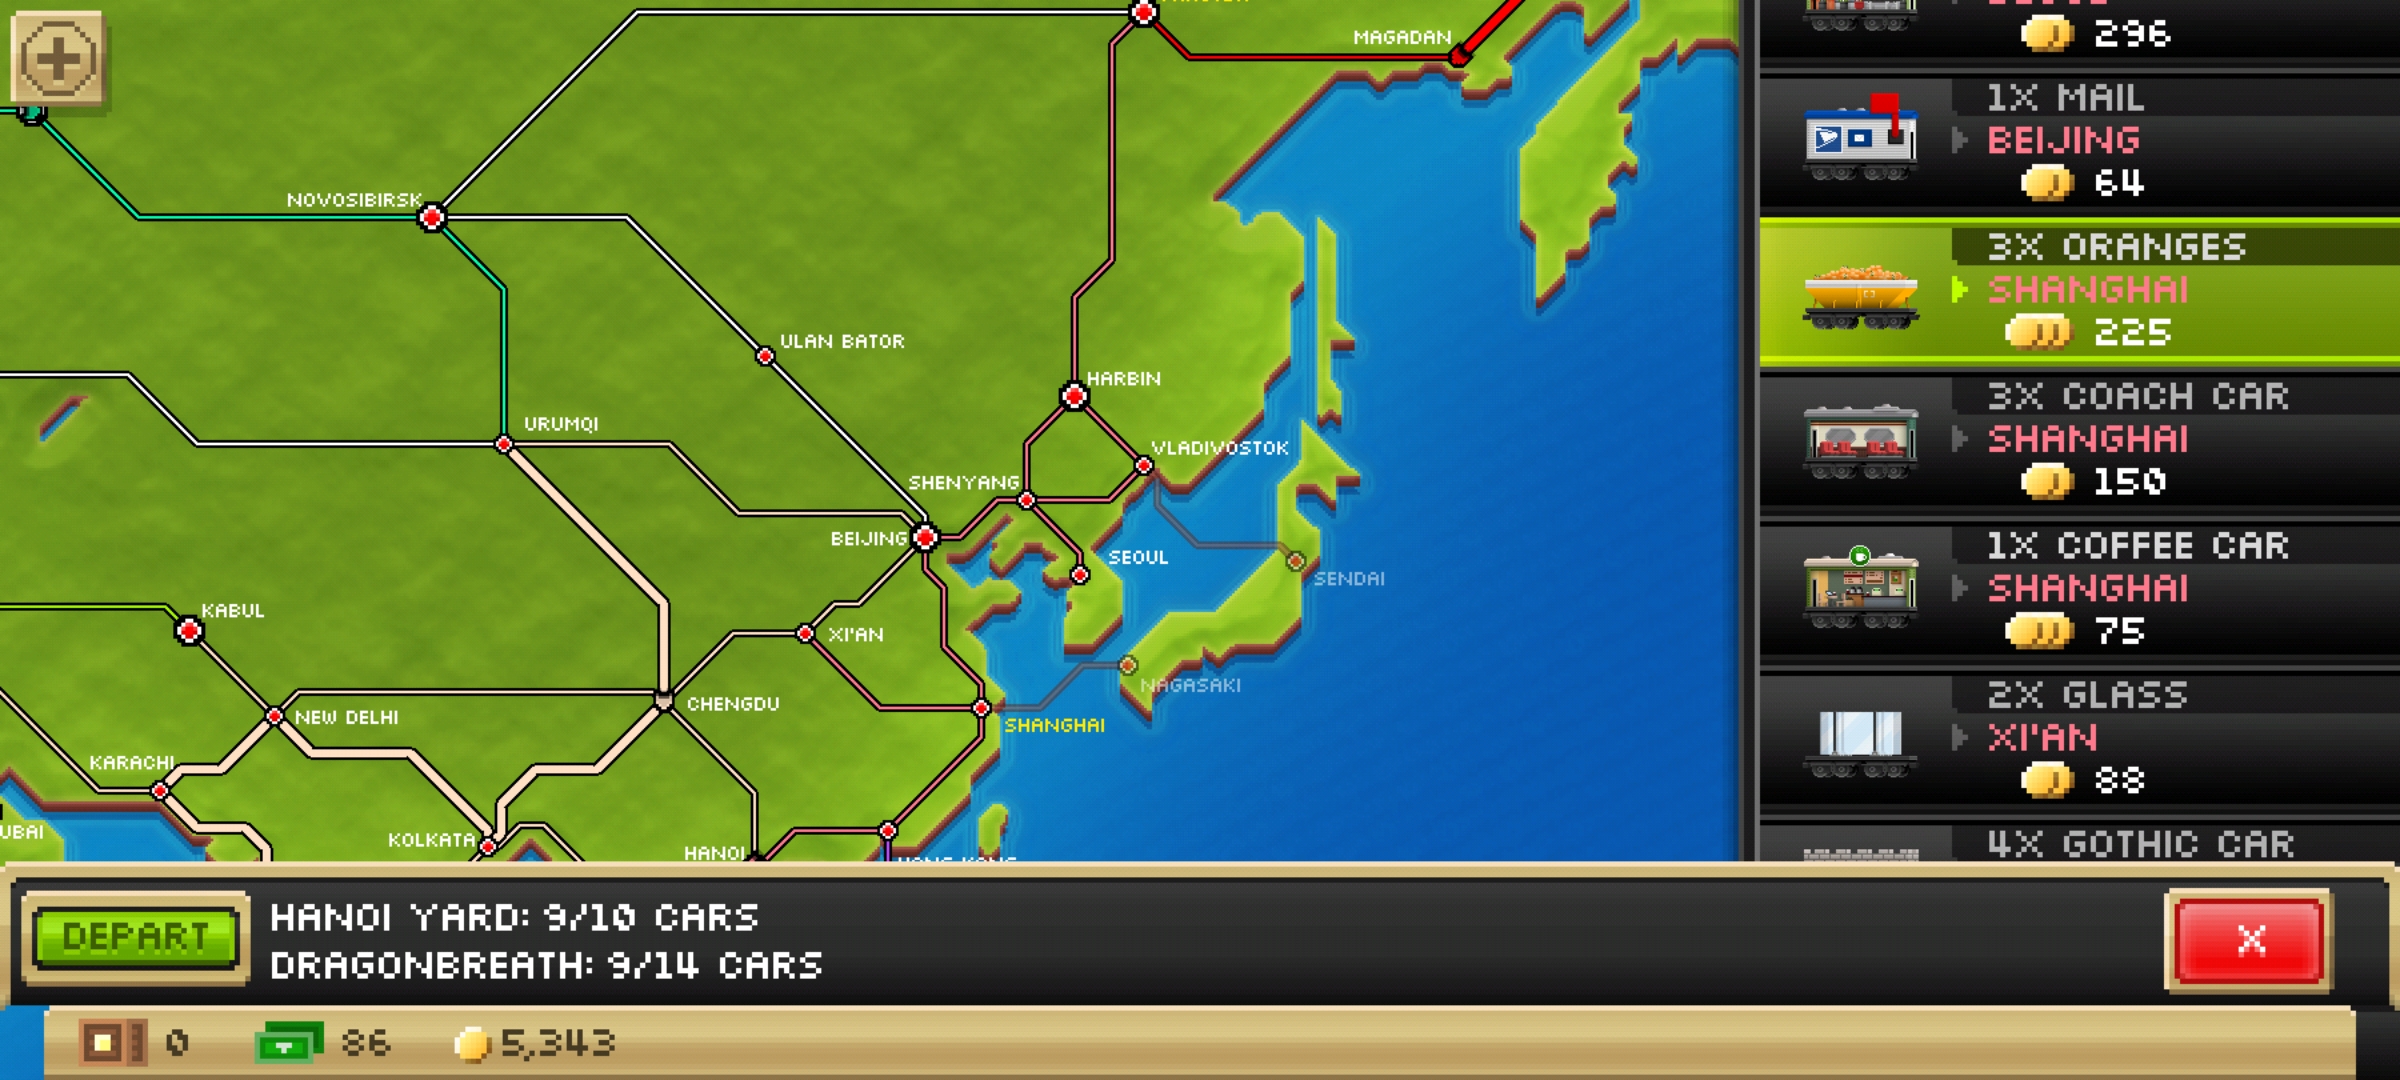 MAGADAN
NOVOSIBIRSK
ULAN BATOR
HARBIN
URUMQI
VLADIVOSTOK
SHENYANG
BEIJING
SEOUL
SENDAI
KABUL
XI'AN
NAGASAKI
CHENGDU
NEW DELHI
SHANGHAI
KARACHI
UBAI
KOLKATA
HANOI
HONG KONG
296
1X MAIL
BEIJING
64
3X ORANGES
SHANGHAI
225
3X COACH CAR
SHANGHAI
150
1X COFFEE CAR
SHANGHAI
75
2X GLASS
XI'AN
88
4X GOTHIC CAR
DEPART
HANOI YARD: 9/10 CARS
DRAGONBREATH: 9/14 CARS
X
0
86
5,343